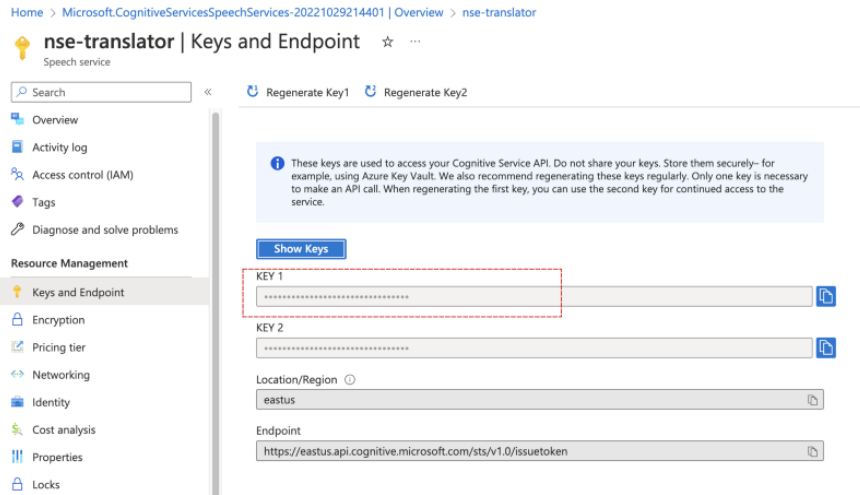 Home > Microsoft.CognitiveServicesSpeechServices-20221029214401 | Overview > nse-translator
nse-translator | Keys and Endpoint ☆ ...
Speech service
Search «
Regenerate Key1 Regenerate Key2
Overview
Activity log
Access control (IAM)
Tags
Diagnose and solve problems
Resource Management
Keys and Endpoint
Encryption
Pricing tier
Networking
Identity
Cost analysis
Properties
Locks
These keys are used to access your Cognitive Service API. Do not share your keys. Store them securely– for
example, using Azure Key Vault. We also recommend regenerating these keys regularly. Only one key is necessary
to make an API call. When regenerating the first key, you can use the second key for continued access to the
service.
Show Keys
KEY 1
••••••••••••••••••••••••••••••••
KEY 2
••••••••••••••••••••••••••••••••
Location/Region
eastus
Endpoint
https://eastus.api.cognitive.microsoft.com/sts/v1.0/issuetoken